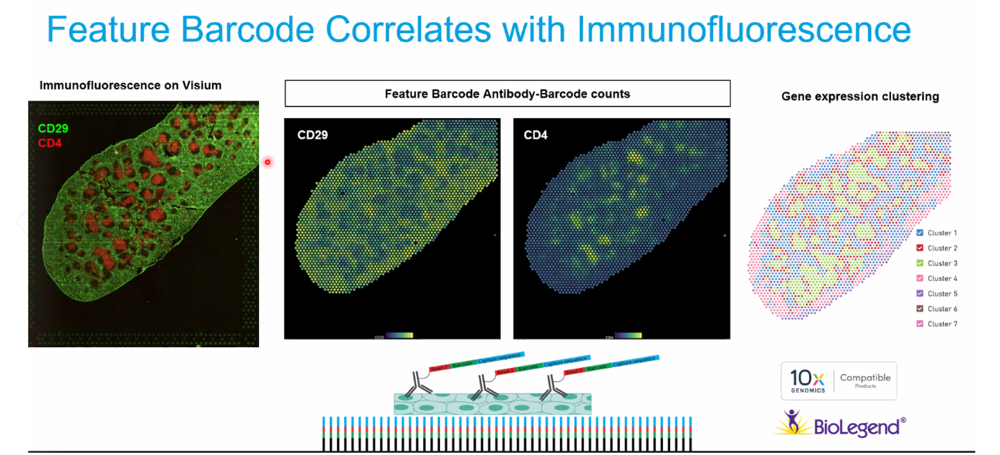 Feature Barcode Correlates with Immunofluorescence
Immunofluorescence on Visium
CD29
CD4
Feature Barcode Antibody-Barcode counts
CD29
CD29
CD4
CD4
Gene expression clustering
Cluster 1
Cluster 2
Cluster 3
Cluster 4
Cluster 5
Cluster 6
Cluster 7
Read 2 Barcode Capture sequence
Read 2 Barcode Capture sequence
Read 2 Barcode Capture sequence
10x
GENOMICS
Compatible
Products
BioLegend®